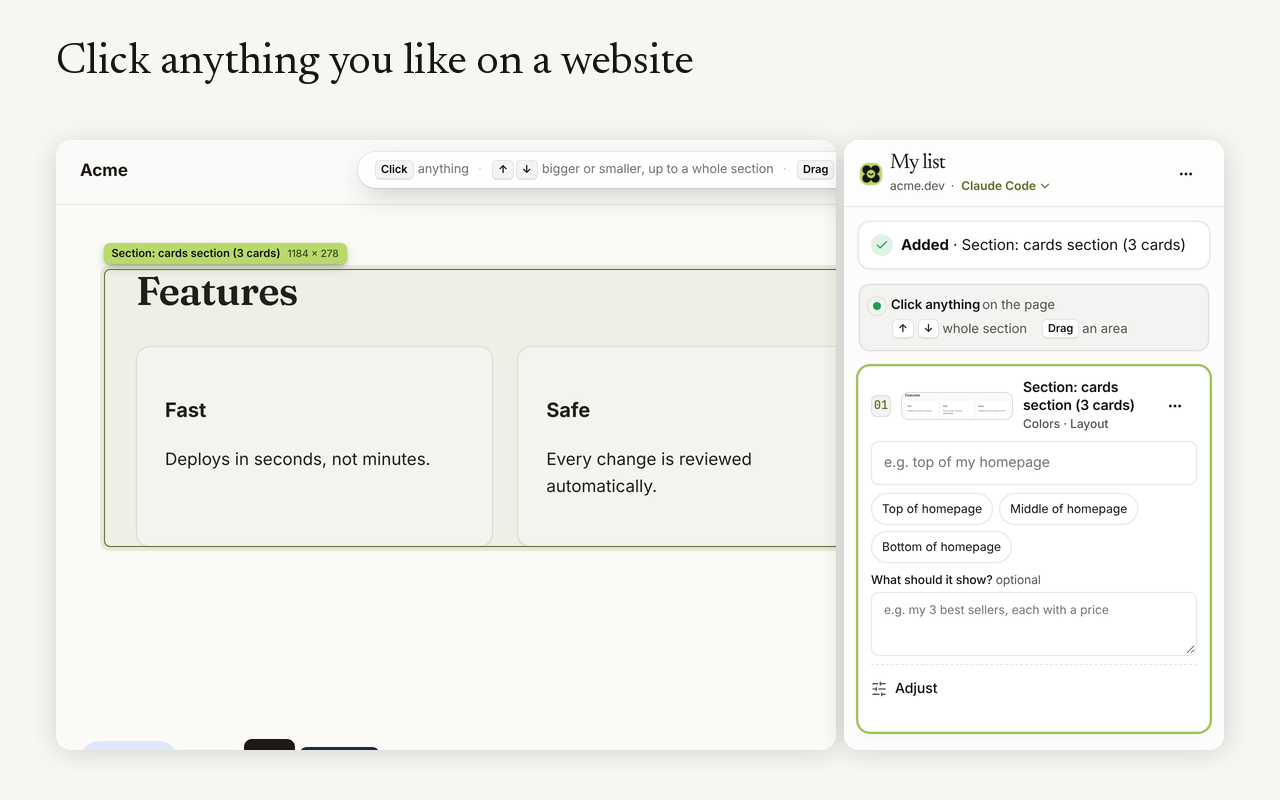 Click anything you like on a website
Acme
Click anything · ↑ ↓ bigger or smaller, up to a whole section · Drag
Section: cards section (3 cards) 1184 × 278
Features
Fast
Deploys in seconds, not minutes.
Safe
Every change is reviewed
automatically.
My list
acme.dev · Claude Code
Added · Section: cards section (3 cards)
Click anything on the page
↑ ↓ whole section Drag an area
01
Section: cards
section (3 cards)
Colors · Layout
e.g. top of my homepage
Top of homepage
Middle of homepage
Bottom of homepage
What should it show? optional
e.g. my 3 best sellers, each with a price
Adjust